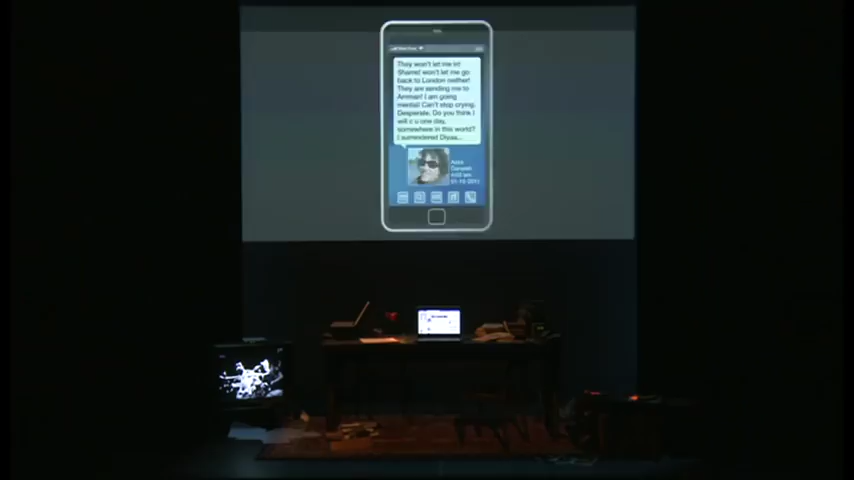 They won't let me in!
Shame! won't let me go
back to London neither!
They are sending me to
Amman! I am going
mental! Can't stop crying.
Desperate. Do you think I
will c u one day,
somewhere in this world?
I surrendered Diyaa...